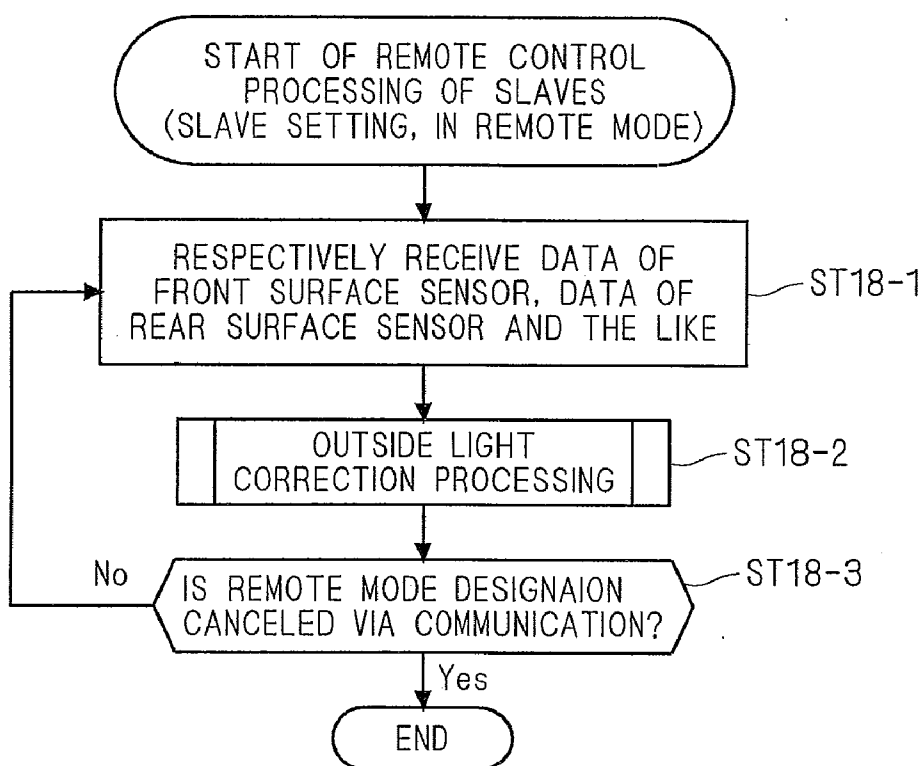 START OF REMOTE CONTROL
PROCESSING OF SLAVES
(SLAVE SETTING, IN REMOTE MODE)
RESPECTIVELY RECEIVE DATA OF
FRONT SURFACE SENSOR, DATA OF
REAR SURFACE SENSOR AND THE LIKE
ST18-1
OUTSIDE LIGHT
CORRECTION PROCESSING
ST18-2
IS REMOTE MODE DESIGNAION
CANCELED VIA COMMUNICATION?
ST18-3
No
Yes
END